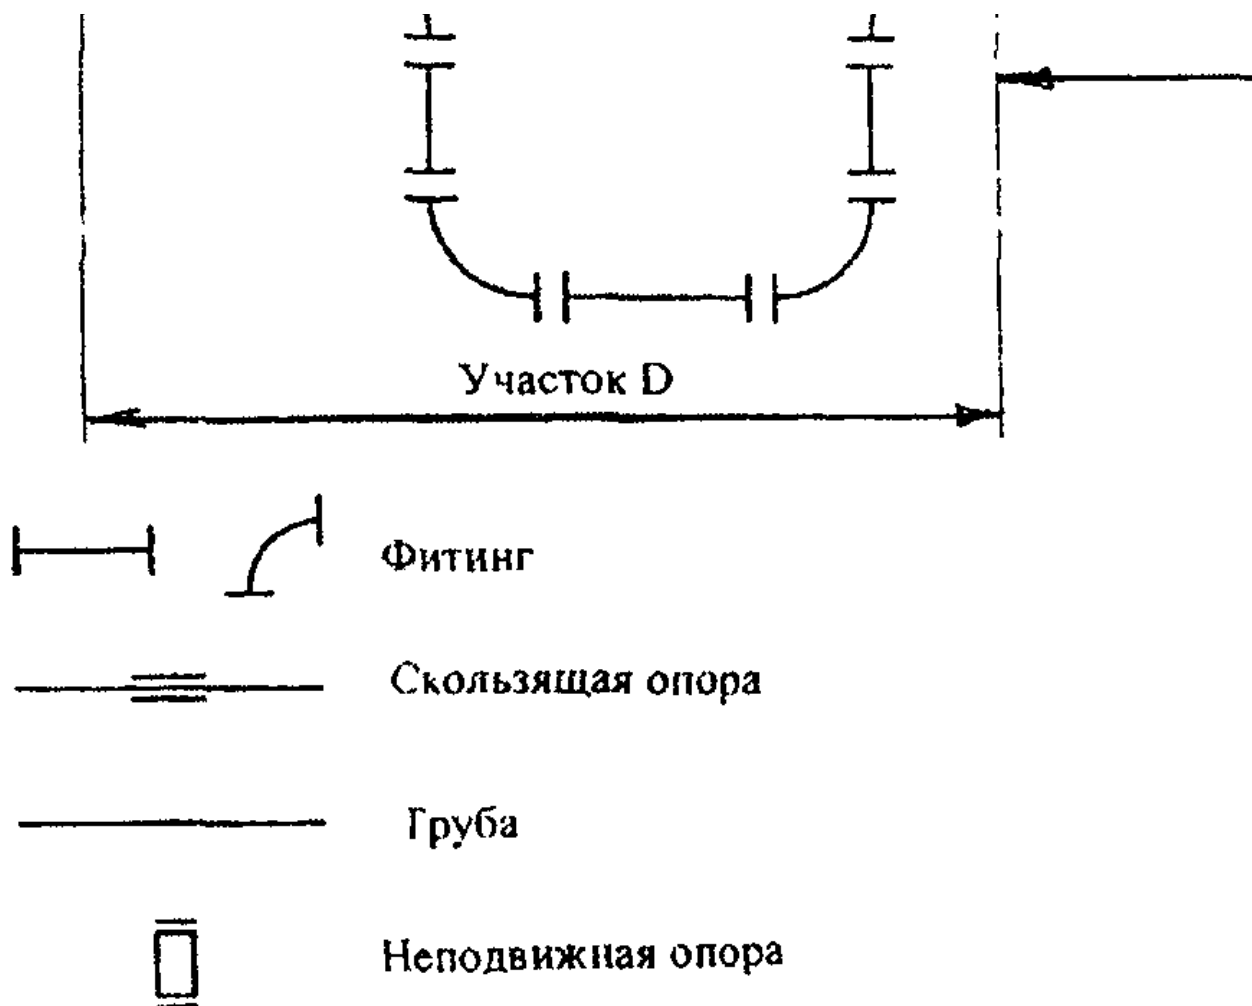 Участок D
Фитинг
Скользящая опора
Труба
Неподвижная опора